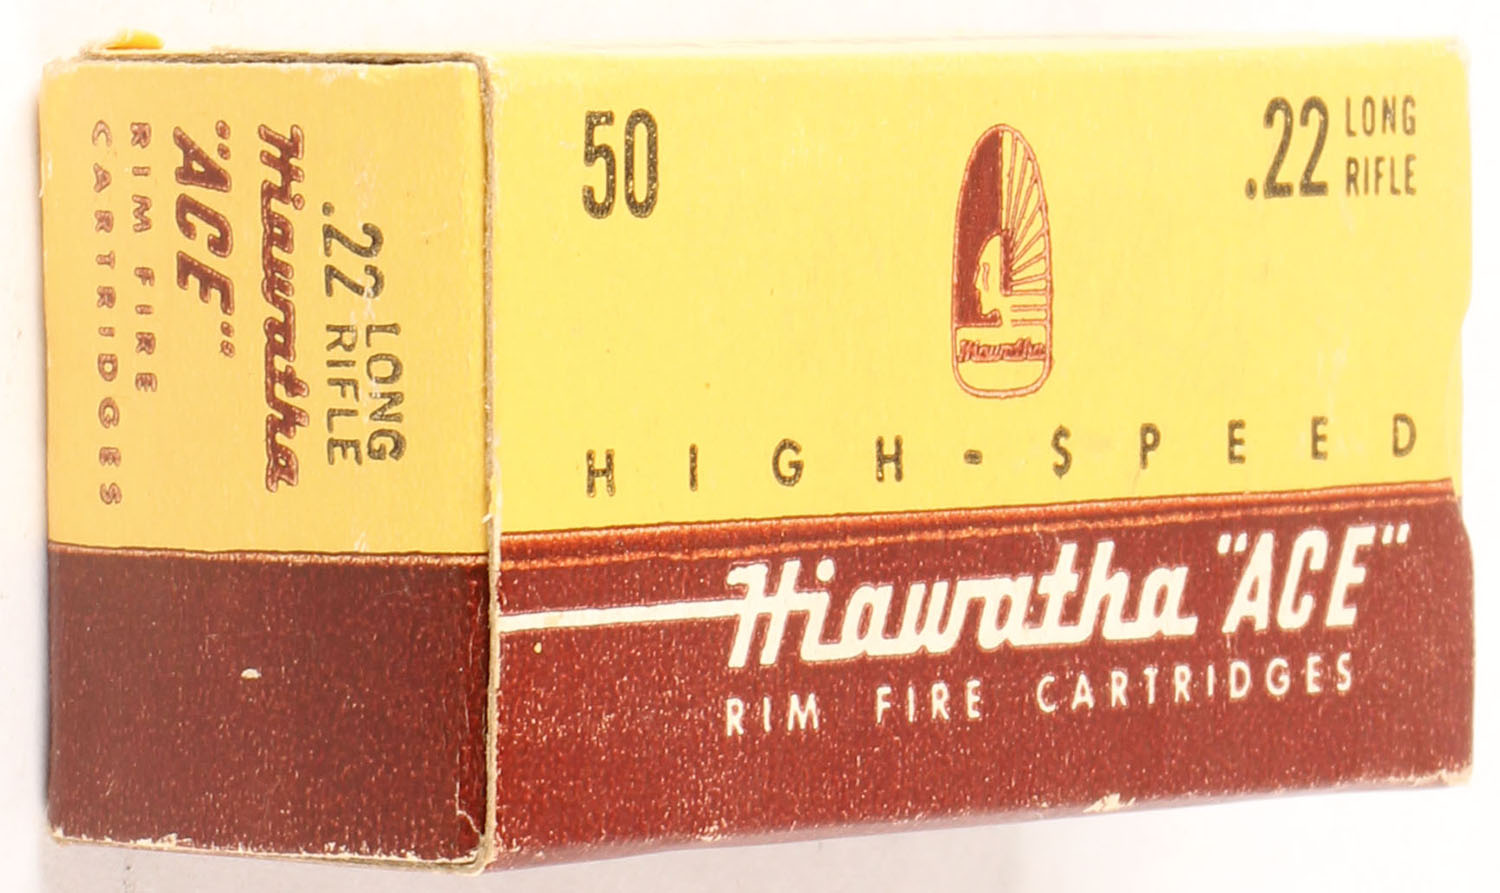 .22 LONG
RIFLE
Hiawatha
"ACE"
RIM FIRE
CARTRIDGES
50
.22 LONG
RIFLE
Hiawatha
HIGH-SPEED
Hiawatha "ACE"
RIM FIRE CARTRIDGES